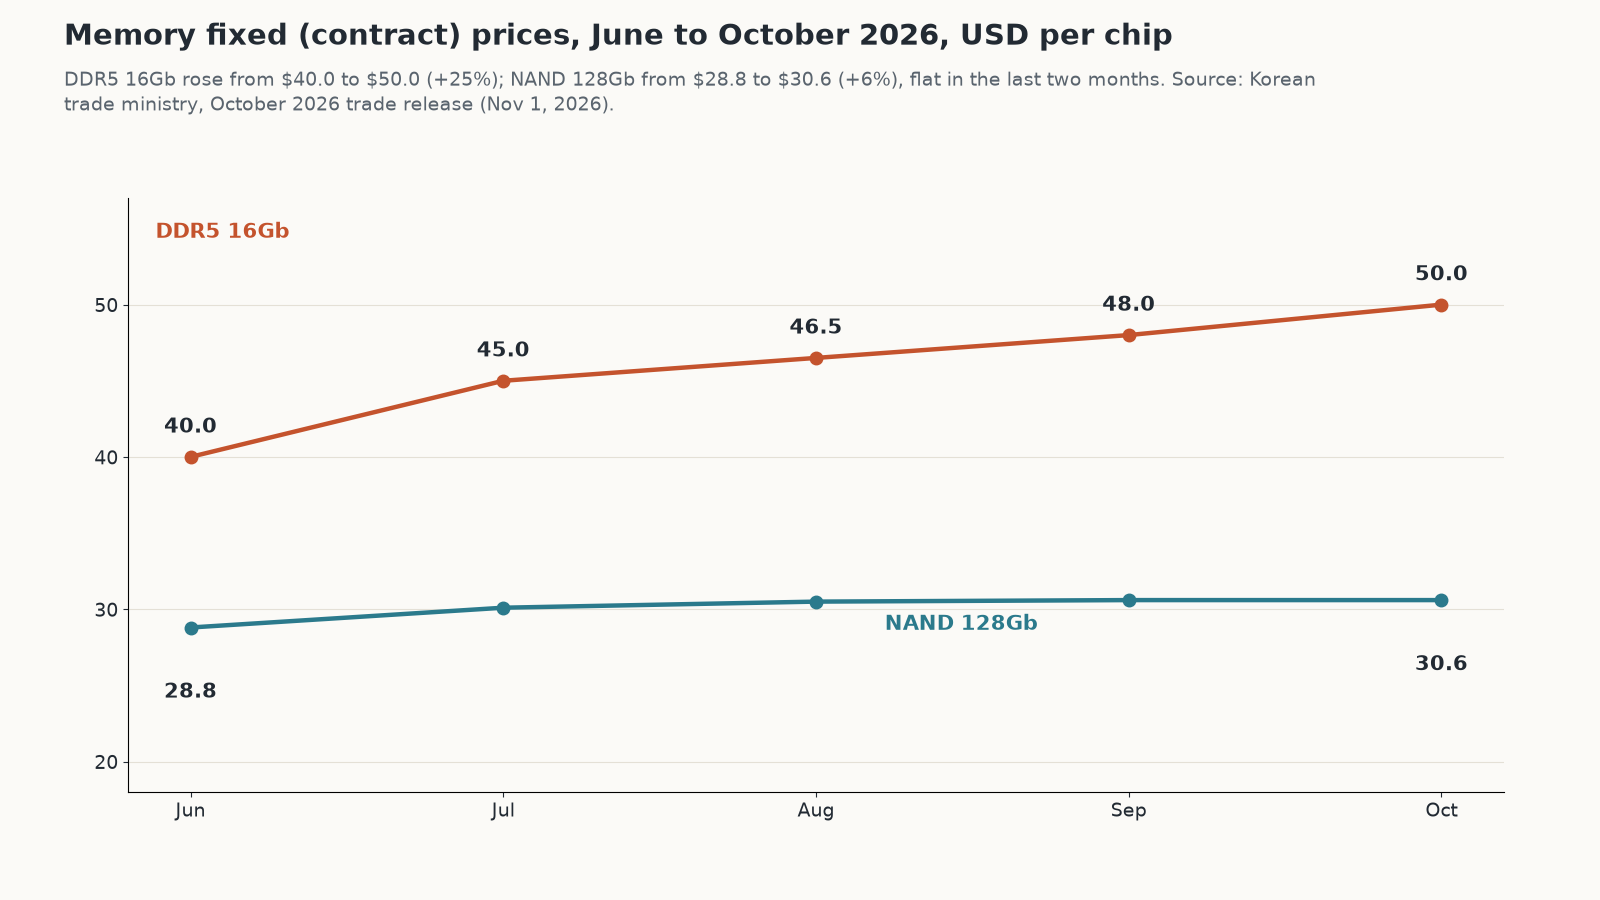 Memory fixed (contract) prices, June to October 2026, USD per chip
DDR5 16Gb rose from $40.0 to $50.0 (+25%); NAND 128Gb from $28.8 to $30.6 (+6%), flat in the last two months. Source: Korean
trade ministry, October 2026 trade release (Nov 1, 2026).
DDR5 16Gb
50.0
50
48.0
46.5
45.0
40.0
40
30
NAND 128Gb
30.6
28.8
20
Jun
Jul
Aug
Sep
Oct